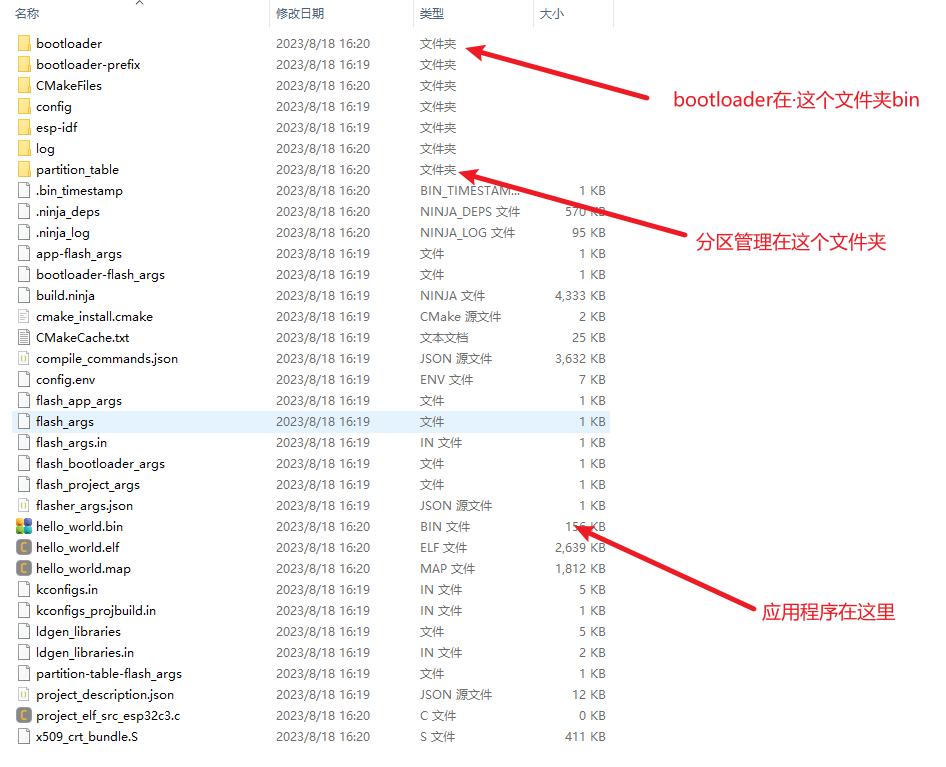 名称 修改日期 类型 大小
bootloader 2023/8/18 16:20 文件夹
bootloader-prefix 2023/8/18 16:19 文件夹
bootloader在·这个文件夹bin
CMakeFiles 2023/8/18 16:20 文件夹
config 2023/8/18 16:19 文件夹
esp-idf 2023/8/18 16:19 文件夹
log 2023/8/18 16:20 文件夹
partition_table 2023/8/18 16:20 文件夹
.bin_timestamp 2023/8/18 16:20 BIN_TIMESTAM... 1 KB
.ninja_deps 2023/8/18 16:19 NINJA_DEPS 文件 570 KB
.ninja_log 2023/8/18 16:20 NINJA_LOG 文件 95 KB
分区管理在这个文件夹
app-flash_args 2023/8/18 16:19 文件 1 KB
bootloader-flash_args 2023/8/18 16:19 文件 1 KB
build.ninja 2023/8/18 16:19 NINJA 文件 4,333 KB
cmake_install.cmake 2023/8/18 16:19 CMake 源文件 2 KB
CMakeCache.txt 2023/8/18 16:19 文本文档 25 KB
compile_commands.json 2023/8/18 16:19 JSON 源文件 3,632 KB
config.env 2023/8/18 16:19 ENV 文件 7 KB
flash_app_args 2023/8/18 16:19 文件 1 KB
flash_args 2023/8/18 16:19 文件 1 KB
flash_args.in 2023/8/18 16:19 IN 文件 1 KB
flash_bootloader_args 2023/8/18 16:19 文件 1 KB
flash_project_args 2023/8/18 16:19 文件 1 KB
flasher_args.json 2023/8/18 16:19 JSON 源文件 1 KB
hello_world.bin 2023/8/18 16:20 BIN 文件 156 KB
hello_world.elf 2023/8/18 16:20 ELF 文件 2,639 KB
hello_world.map 2023/8/18 16:20 MAP 文件 1,812 KB
kconfigs.in 2023/8/18 16:19 IN 文件 5 KB
kconfigs_projbuild.in 2023/8/18 16:19 IN 文件 1 KB
应用程序在这里
ldgen_libraries 2023/8/18 16:19 文件 5 KB
ldgen_libraries.in 2023/8/18 16:19 IN 文件 2 KB
partition-table-flash_args 2023/8/18 16:19 文件 1 KB
project_description.json 2023/8/18 16:19 JSON 源文件 12 KB
project_elf_src_esp32c3.c 2023/8/18 16:20 C 文件 0 KB
x509_crt_bundle.S 2023/8/18 16:20 S 文件 411 KB